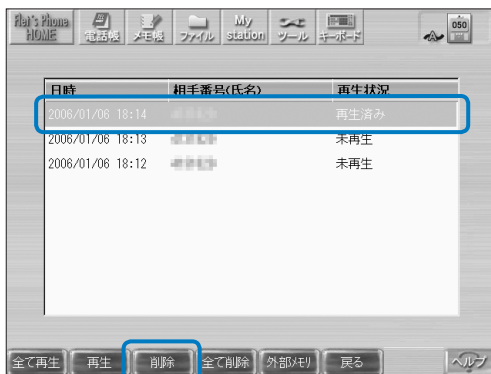 Flet's Phone HOME 電話帳 メモ帳 ファイル My station ツール キーボード 050
日時 相手番号(氏名) 再生状況
2006/01/06 18:14 再生済み
2006/01/06 18:13 未再生
2006/01/06 18:12 未再生
全て再生 再生 削除 全て削除 外部メモリ 戻る ヘルプ